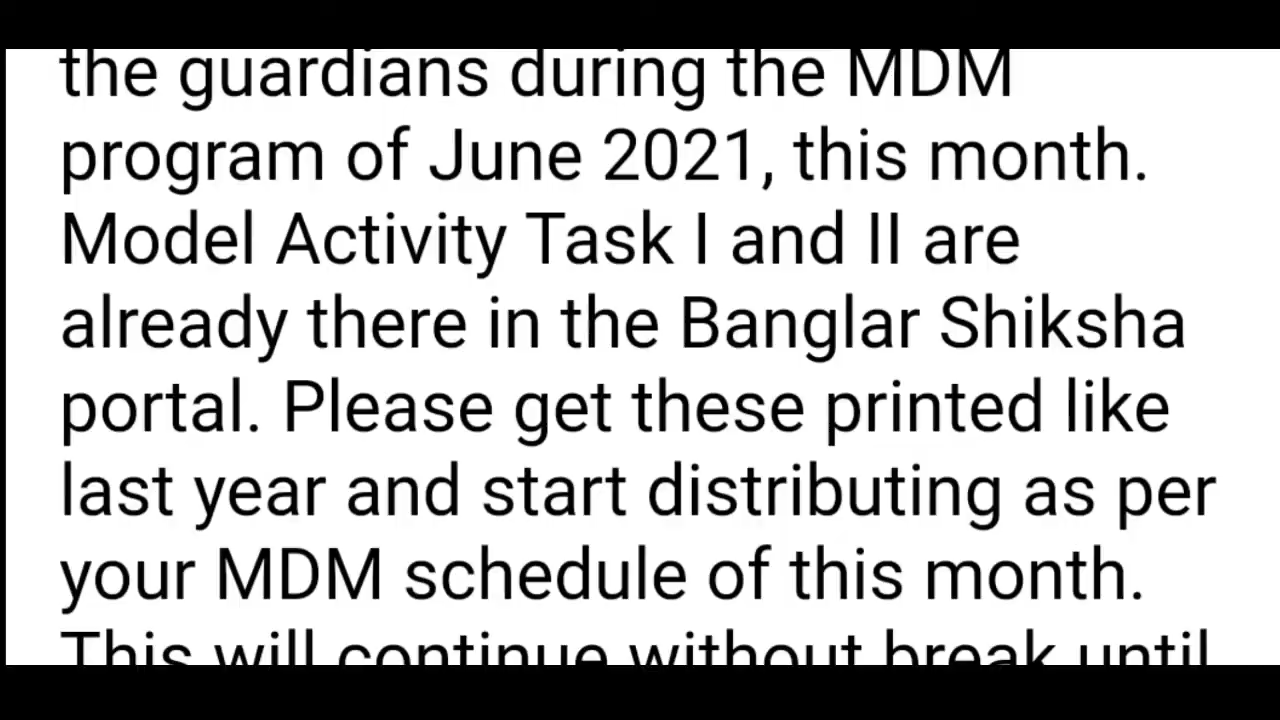 the guardians during the MDM
program of June 2021, this month.
Model Activity Task I and II are
already there in the Banglar Shiksha
portal. Please get these printed like
last year and start distributing as per
your MDM schedule of this month.
This will continue without break until